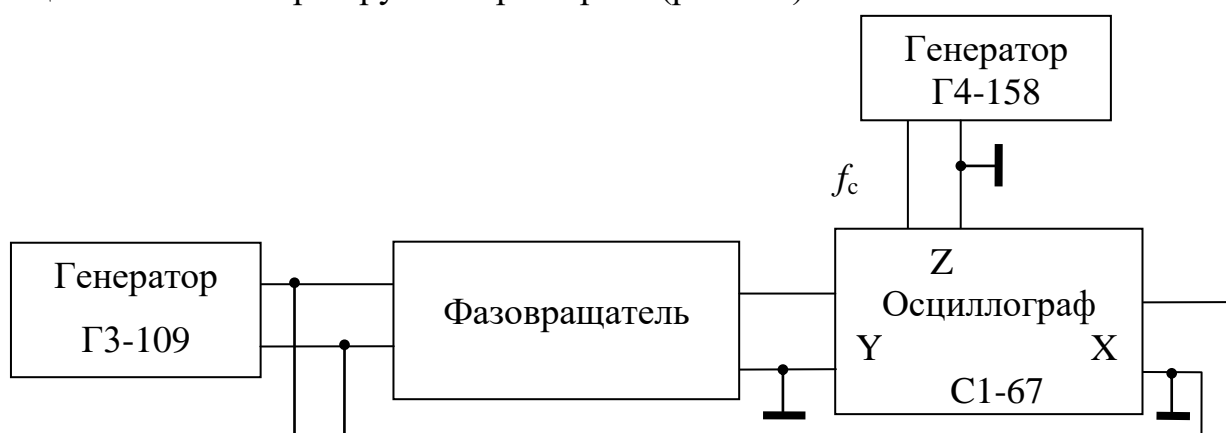 Генератор
Г4-158
fс
Генератор
Г3-109
Фазовращатель
Z
Осциллограф
Y X
С1-67